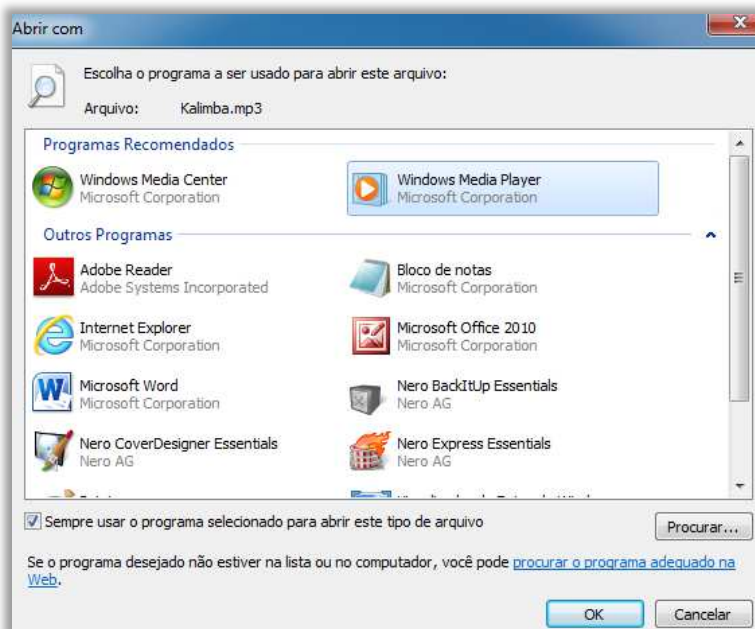 Abrir com
Escolha o programa a ser usado para abrir este arquivo:
Arquivo: Kalimba.mp3
Programas Recomendados
Windows Media Center
Microsoft Corporation
Windows Media Player
Microsoft Corporation
Outros Programas
Adobe Reader
Adobe Systems Incorporated
Bloco de notas
Microsoft Corporation
Internet Explorer
Microsoft Corporation
Microsoft Office 2010
Microsoft Corporation
Microsoft Word
Microsoft Corporation
Nero BackItUp Essentials
Nero AG
Nero CoverDesigner Essentials
Nero AG
Nero Express Essentials
Nero AG
Sempre usar o programa selecionado para abrir este tipo de arquivo
Procurar...
Se o programa desejado não estiver na lista ou no computador, você pode procurar o programa adequado na
Web.
OK
Cancelar